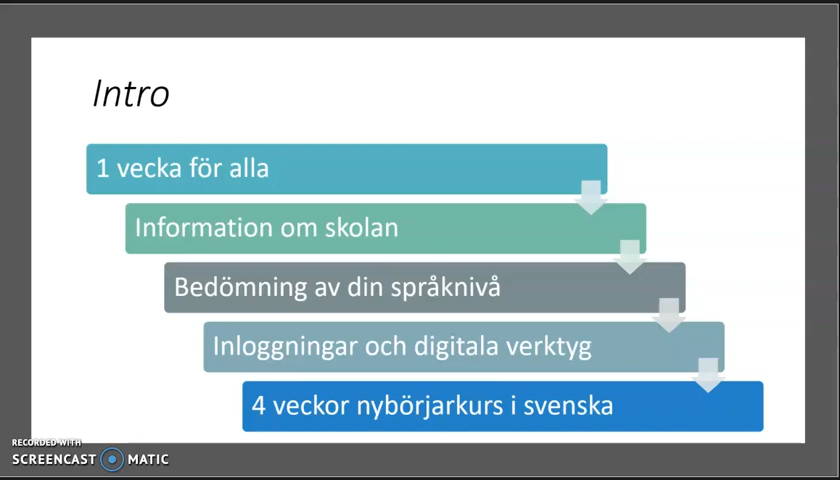 Intro
1 vecka för alla
Information om skolan
Bedömning av din språknivå
Inloggningar och digitala verktyg
4 veckor nybörjarkurs i svenska
RECORDED WITH
SCREENCAST MATIC